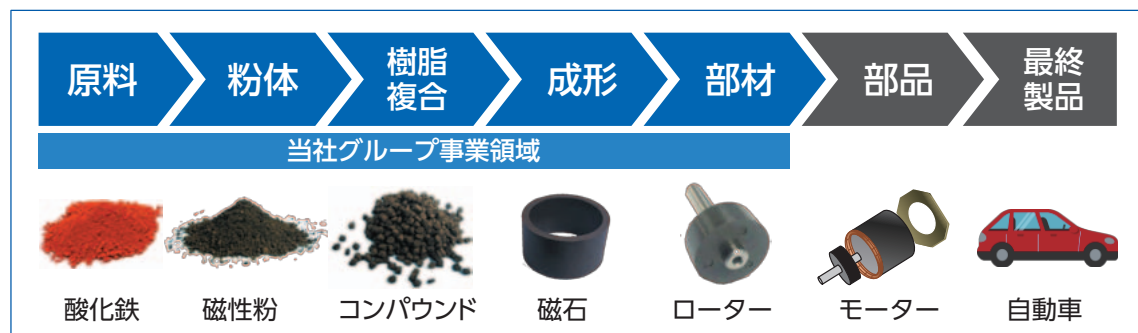 原料
粉体
樹脂
複合
成形
部材
部品
最終
製品
当社グループ事業領域
酸化鉄
磁性粉
コンパウンド
磁石
ローター
モーター
自動車